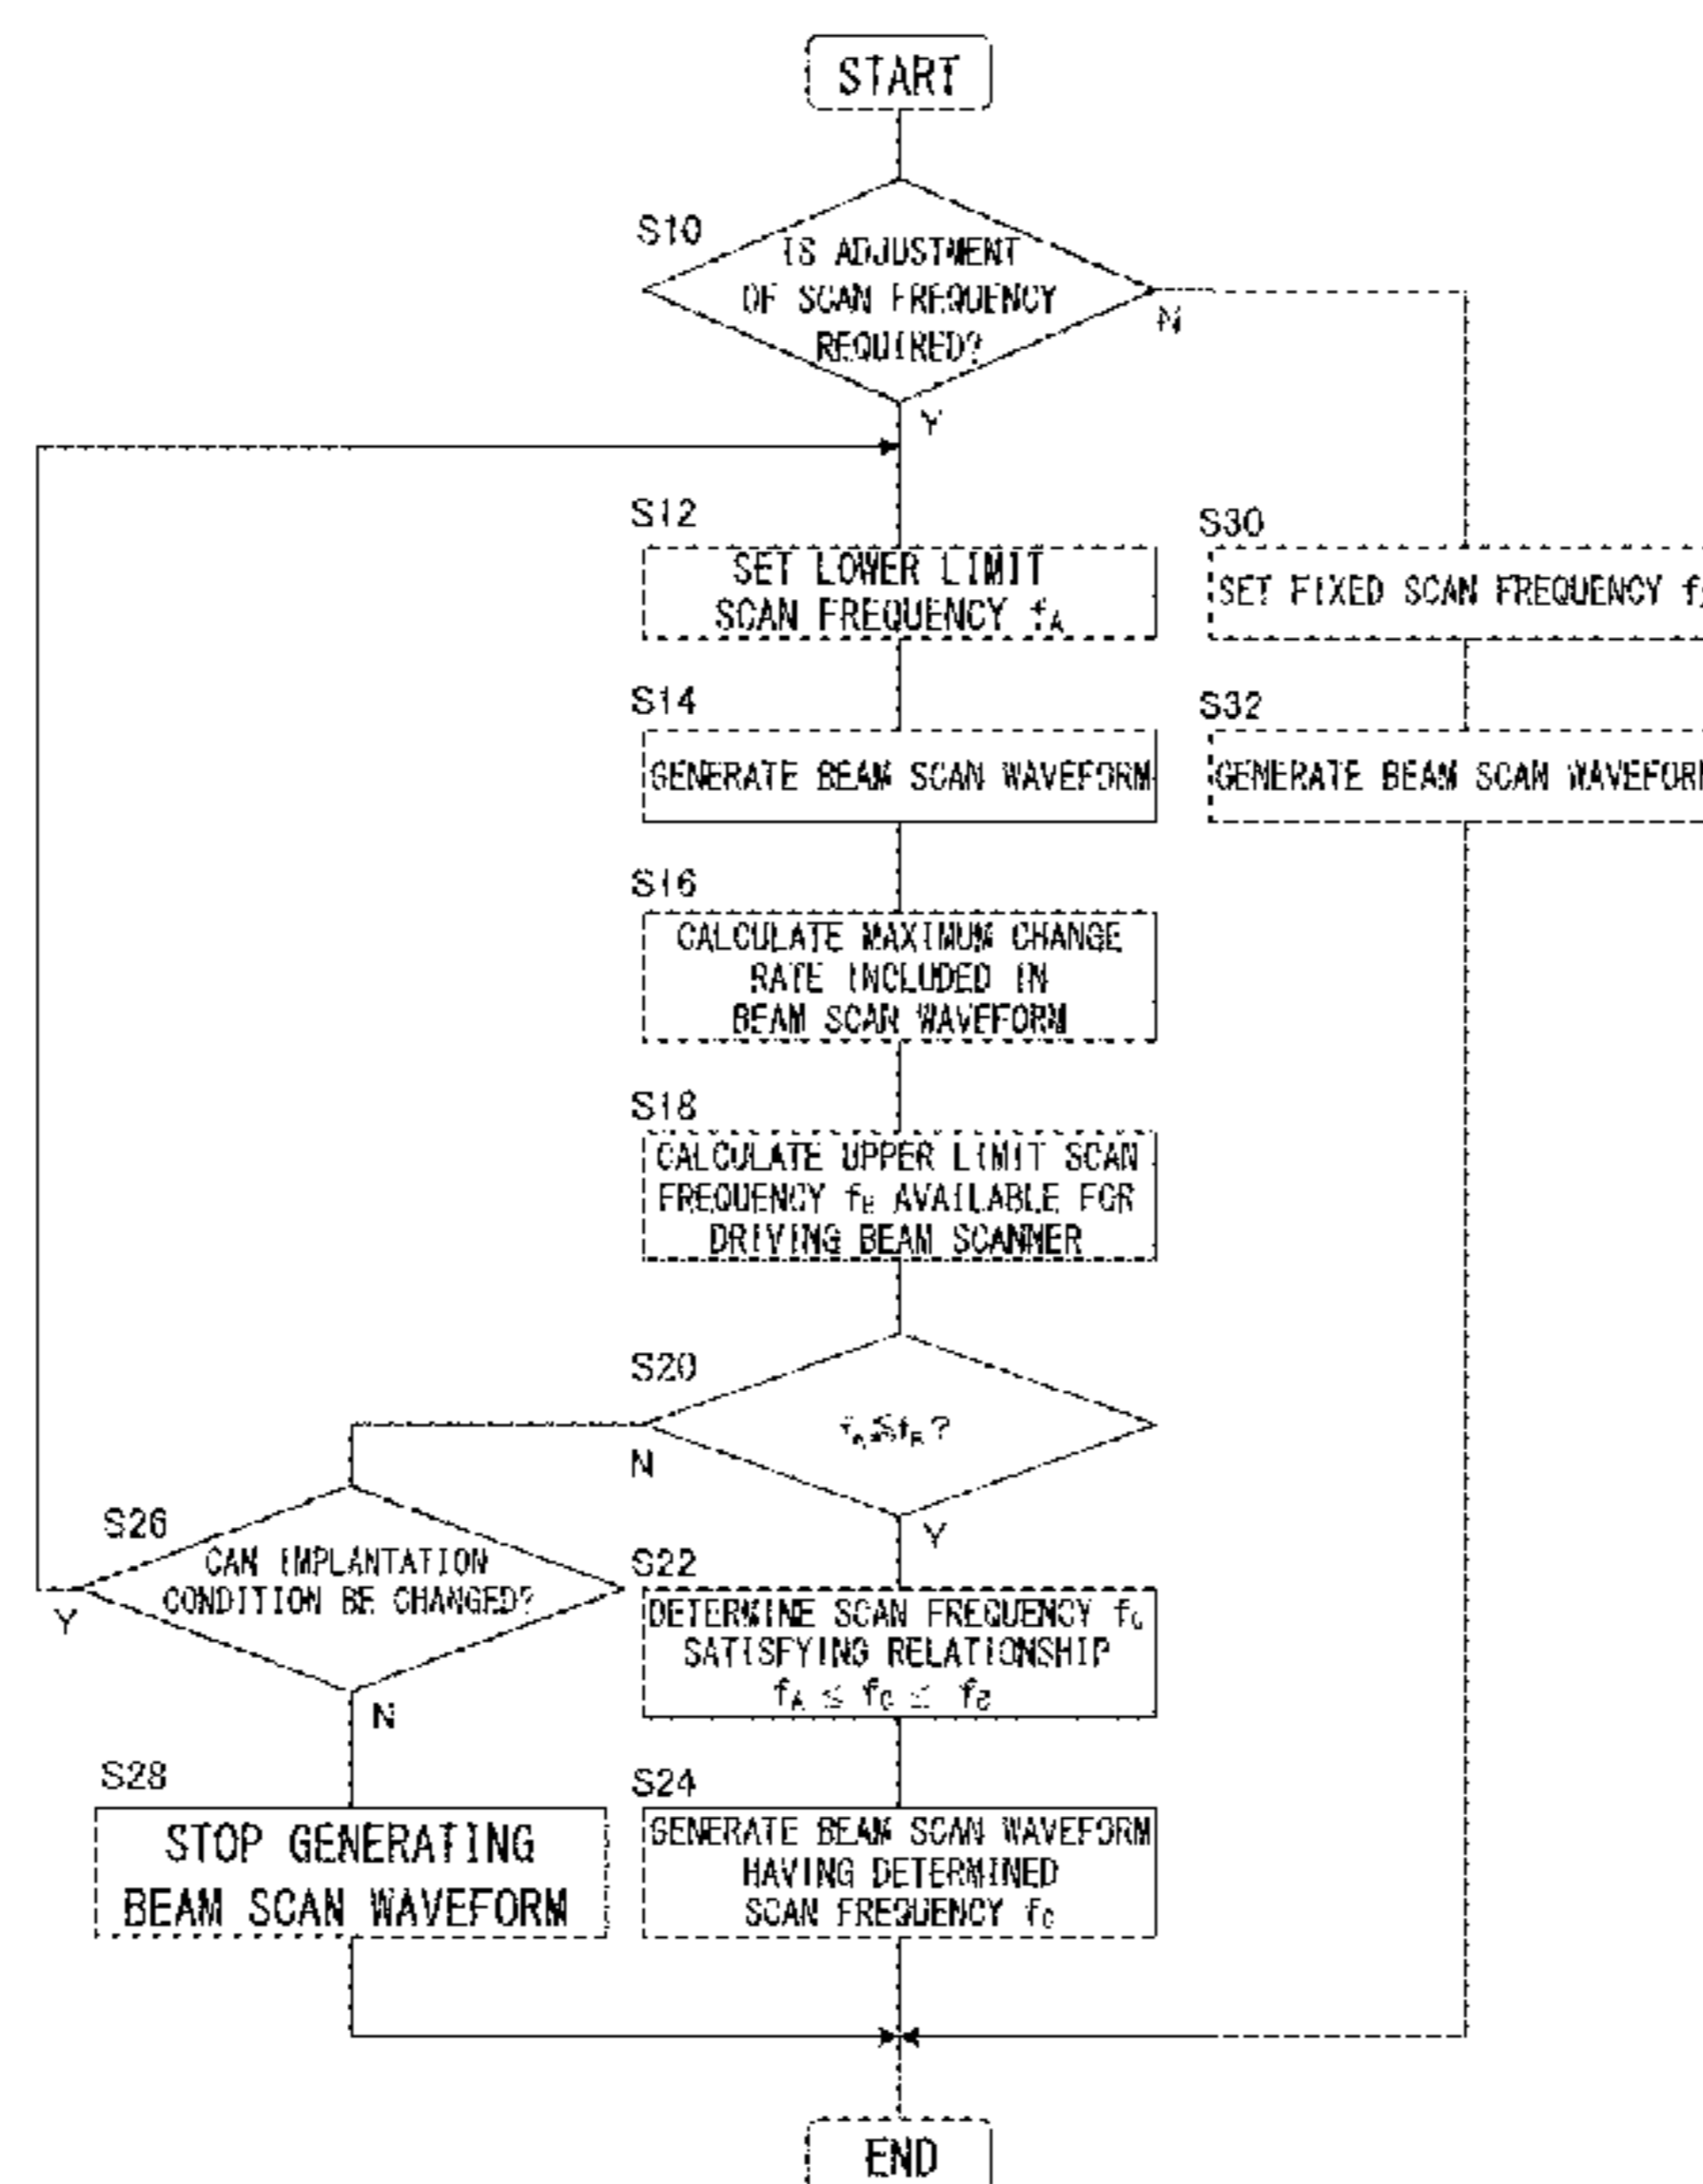 START
S10
IS ADJUSTMENT
OF SCAN FREQUENCY
REQUIRED?
N
Y
S12
SET LOWER LIMIT
SCAN FREQUENCY fA
S30
SET FIXED SCAN FREQUENCY
S14
GENERATE BEAM SCAN WAVEFORM
S32
GENERATE BEAM SCAN WAVEFORM
S16
CALCULATE MAXIMUM CHANGE
RATE INCLUDED IN
BEAM SCAN WAVEFORM
S18
CALCULATE UPPER LIMIT SCAN
FREQUENCY fB AVAILABLE FOR
DRIVING BEAM SCANNER
S20
fA≦fB?
N
Y
S26
CAN IMPLANTATION
CONDITION BE CHANGED?
Y
N
S22
DETERMINE SCAN FREQUENCY fC
SATISFYING RELATIONSHIP
fA ≤ fC ≤ fB
S28
STOP GENERATING
BEAM SCAN WAVEFORM
S24
GENERATE BEAM SCAN WAVEFORM
HAVING DETERMINED
SCAN FREQUENCY fC
END